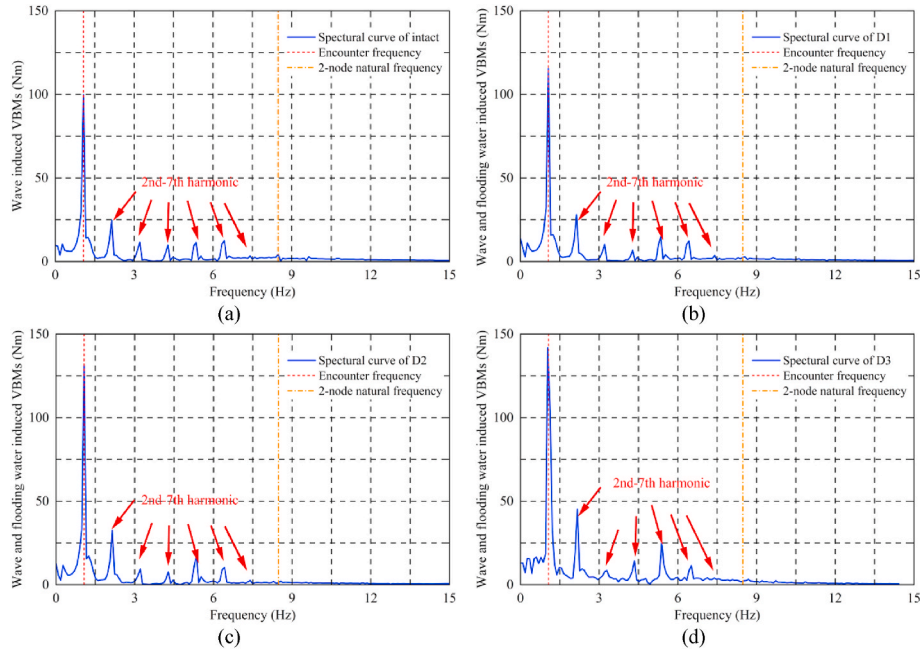 150
Wave induced VBMs (Nm)
Spectural curve of intact
Encounter frequency
2-node natural frequency
100
50
2nd-7th harmonic
0
0 3 6 9 12 15
Frequency (Hz)
(a)
150
Wave and flooding water induced VBMs (Nm)
Spectural curve of D1
Encounter frequency
2-node natural frequency
100
50
2nd-7th harmonic
0
0 3 6 9 12 15
Frequency (Hz)
(b)
150
Wave and flooding water induced VBMs (Nm)
Spectural curve of D2
Encounter frequency
2-node natural frequency
100
50
2nd-7th harmonic
0
0 3 6 9 12 15
Frequency (Hz)
(c)
150
Wave and flooding water induced VBMs (Nm)
Spectural curve of D3
Encounter frequency
2-node natural frequency
100
50
2nd-7th harmonic
0
0 3 6 9 12 15
Frequency (Hz)
(d)